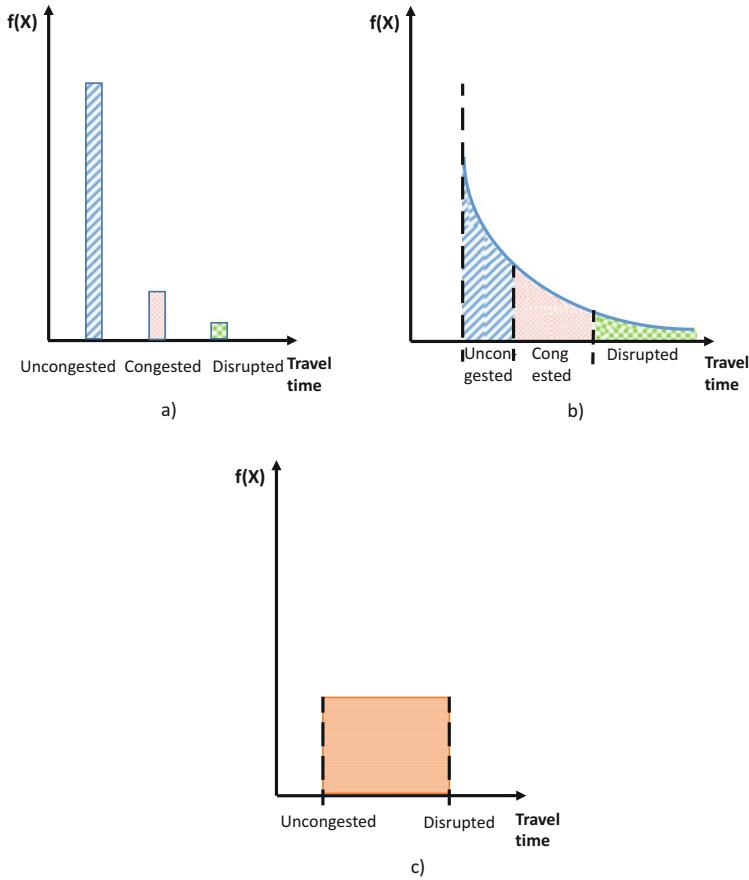 f(X)
Uncongested Congested Disrupted Travel
time
a)
f(X)
Uncon-
gested
Cong
ested
Disrupted
Travel
time
b)
f(X)
Uncongested
Disrupted
Travel
time
c)